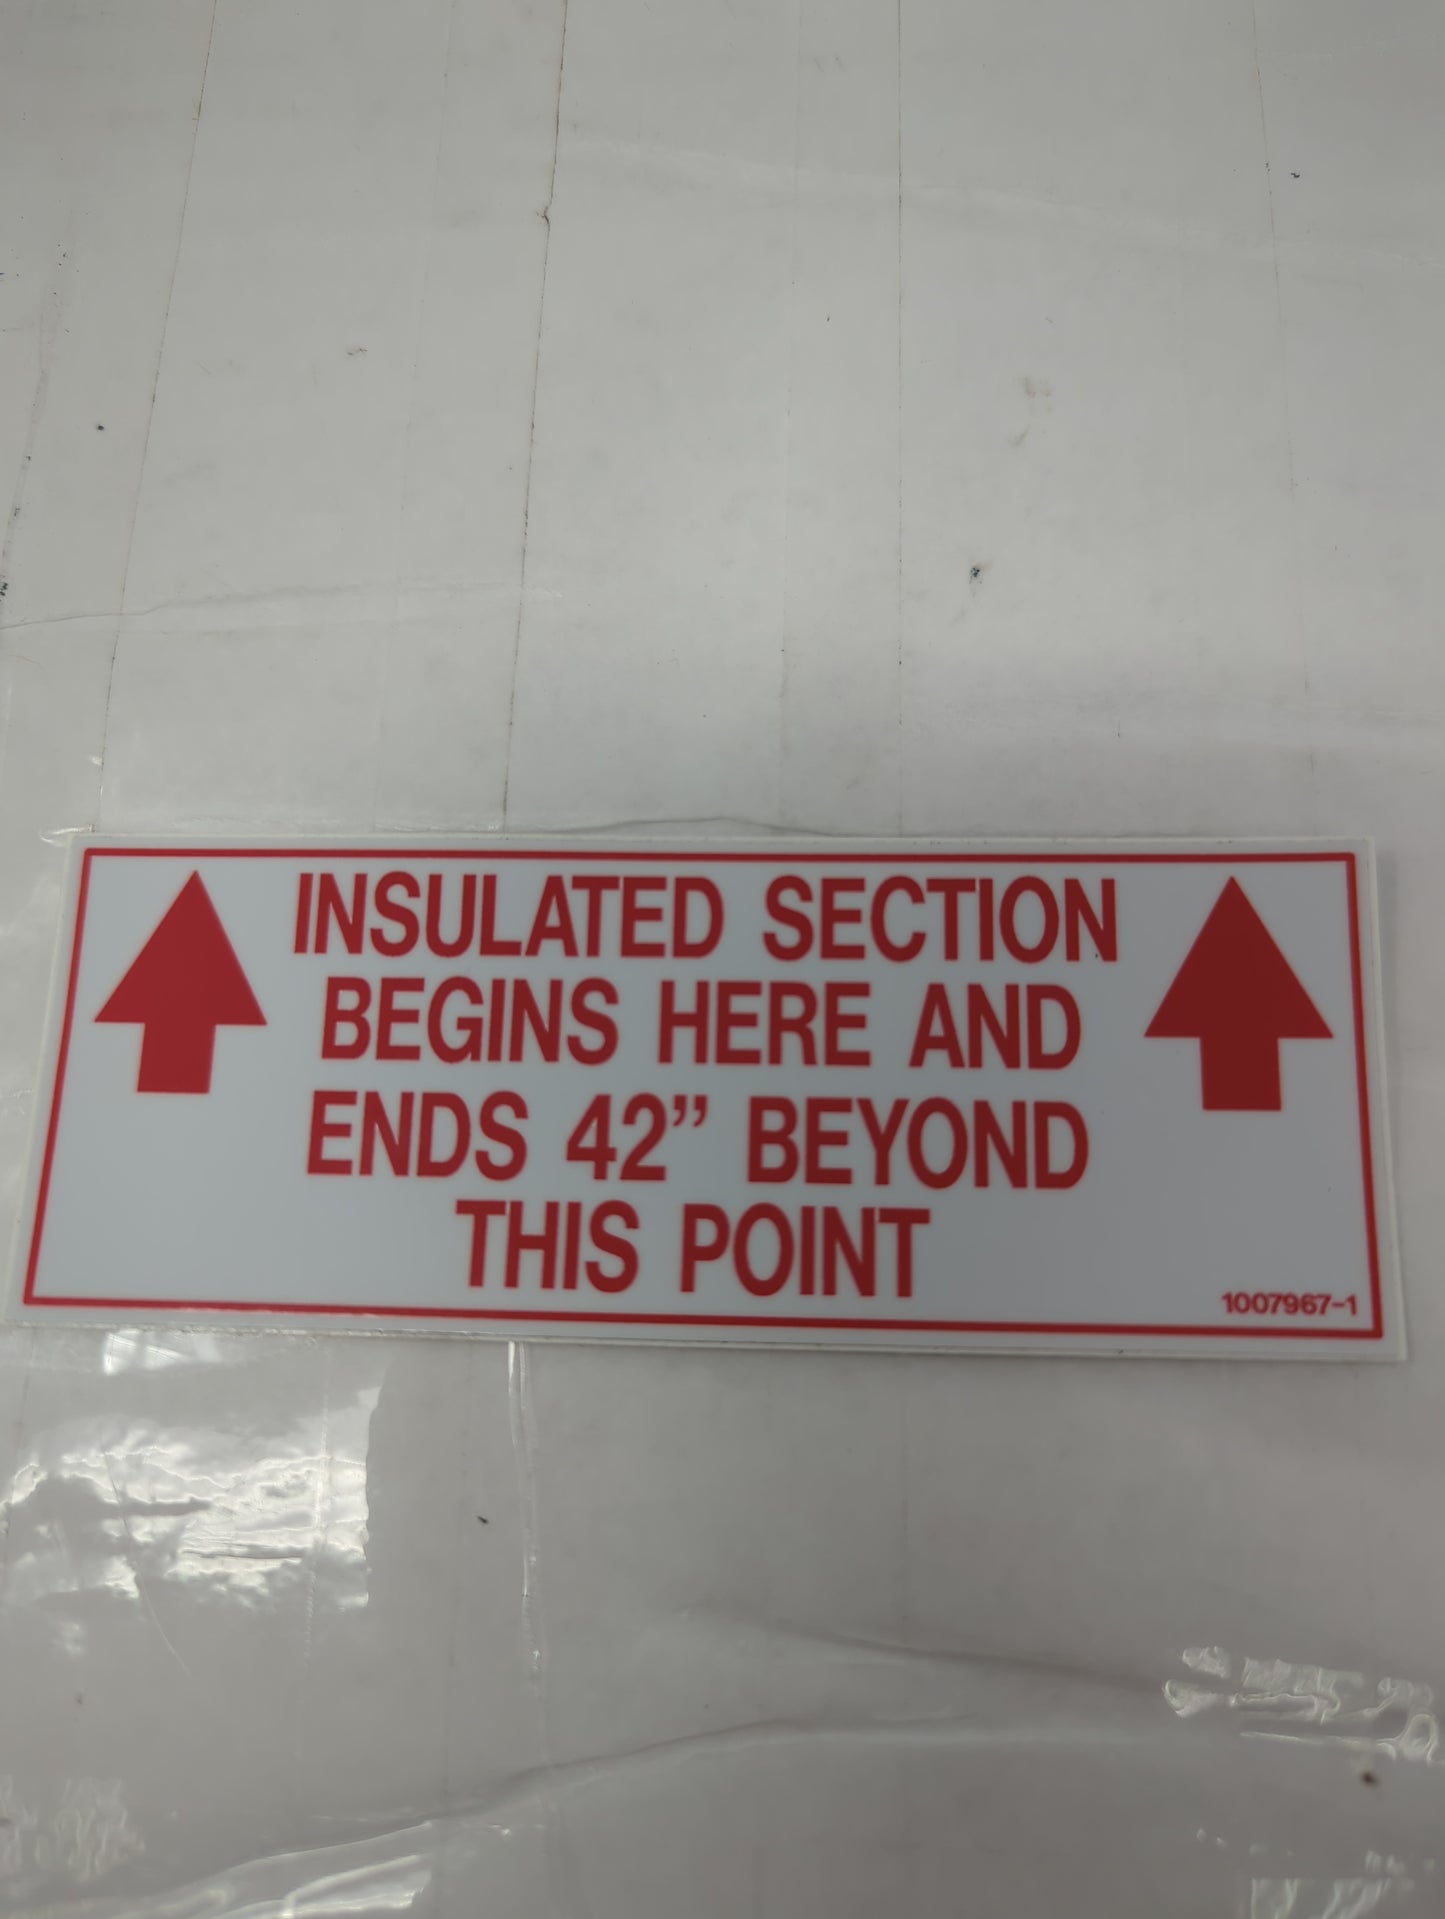 INSULATED SECTION
BEGINS HERE AND
ENDS 42” BEYOND
THIS POINT
1007967-1